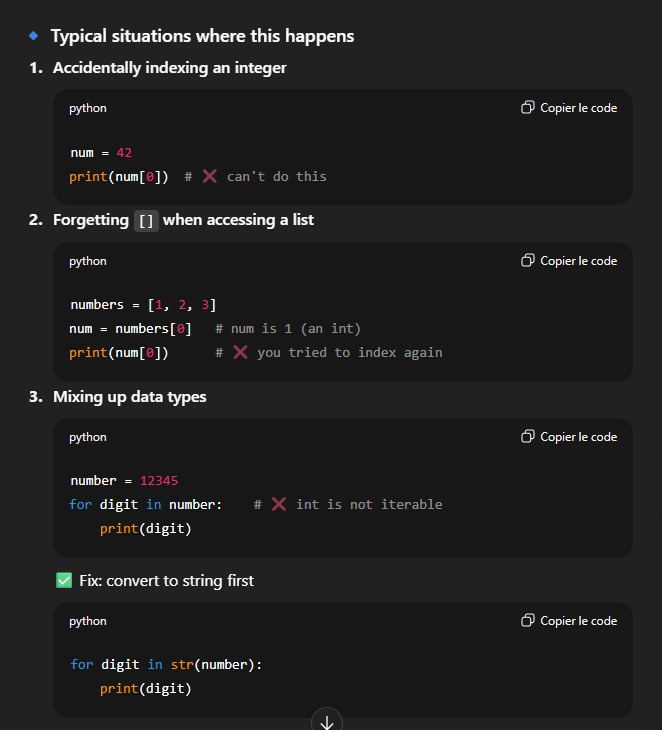 Typical situations where this happens
1. Accidentally indexing an integer
python
Copier le code
num = 42
print(num[0])  # ❌ can't do this
2. Forgetting [] when accessing a list
python
Copier le code
numbers = [1, 2, 3]
num = numbers[0]   # num is 1 (an int)
print(num[0])      # ❌ you tried to index again
3. Mixing up data types
python
Copier le code
number = 12345
for digit in number:    # ❌ int is not iterable
    print(digit)
✅ Fix: convert to string first
python
Copier le code
for digit in str(number):
    print(digit)